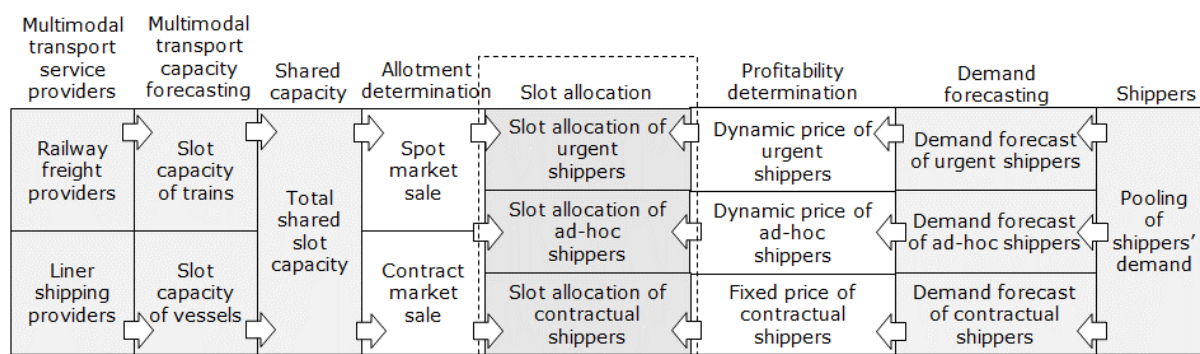 Multimodal
transport
service
providers
Multimodal
transport
capacity
forecasting
Shared
capacity
Allotment
determination
Slot allocation
Profitability
determination
Demand
forecasting
Shippers
Railway
freight
providers
Liner
shipping
providers
Slot
capacity
of trains
Slot
capacity
of vessels
Total
shared
slot
capacity
Spot
market
sale
Contract
market
sale
Slot allocation of
urgent
shippers
Slot allocation of
ad-hoc
shippers
Slot allocation of
contractual
shippers
Dynamic price of
urgent
shippers
Dynamic price of
ad-hoc
shippers
Fixed price of
contractual
shippers
Demand forecast
of urgent shippers
Demand forecast
of ad-hoc shippers
Demand forecast
of contractual
shippers
Pooling
of
shippers’
demand